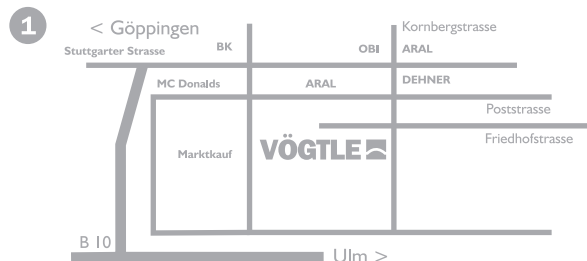 1
< Göppingen
Kornbergstrasse
Stuttgarter Strasse
BK
OBI
ARAL
MC Donalds
ARAL
DEHNER
Poststrasse
Marktkauf
VÖGTLE
Friedhofstrasse
B 10
Ulm >